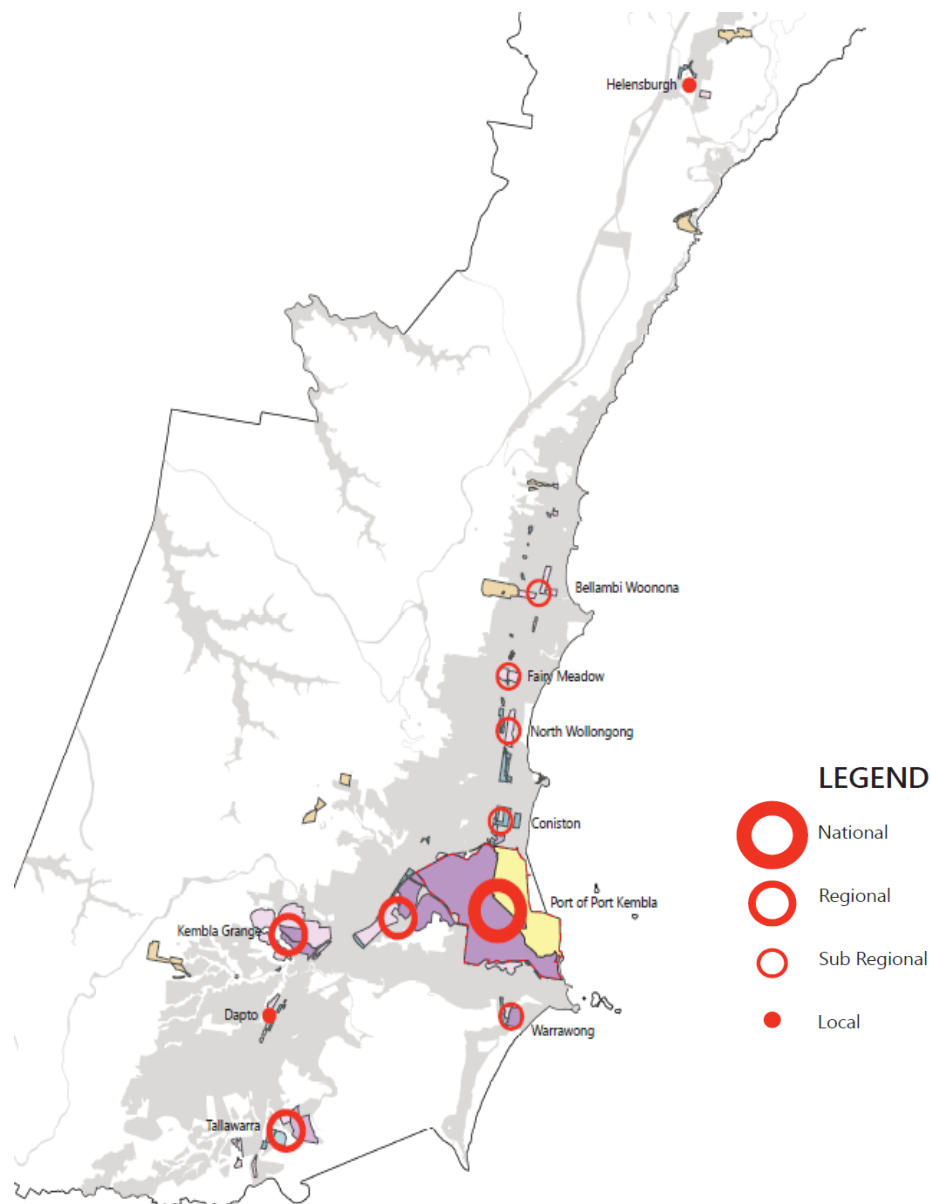 Helensburgh
Bellambi Woonona
Fairy Meadow
North Wollongong
Coniston
Port of Port Kembla
Kembla Grange
Dapto
Warrawong
Tallawarra
LEGEND
National
Regional
Sub Regional
Local